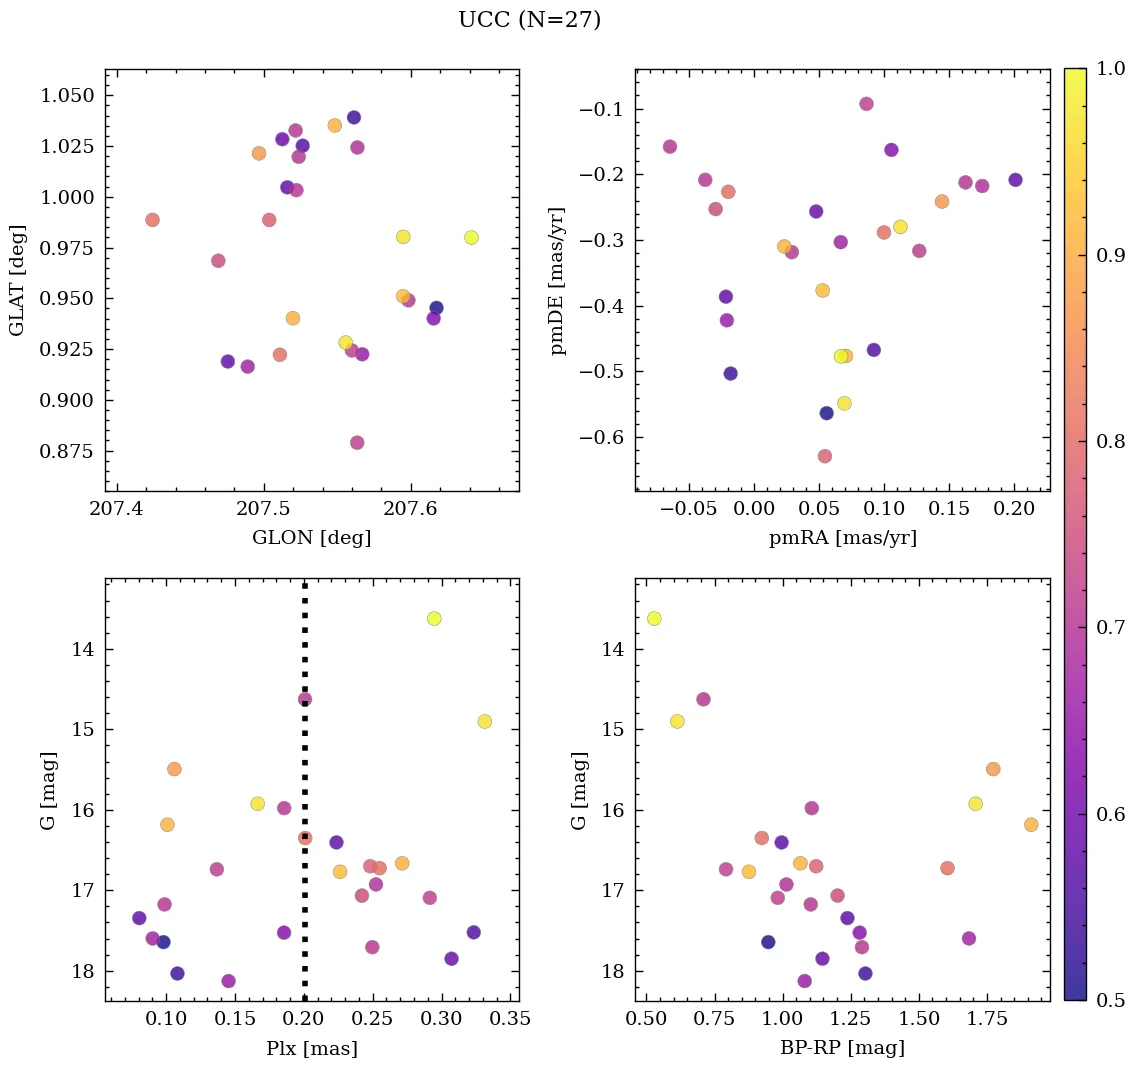 UCC (N=27)
1.050
1.025
1.000
0.975
0.950
0.925
0.900
0.875
GLAT [deg]
207.4 207.5 207.6
GLON [deg]
−0.1
−0.2
−0.3
−0.4
−0.5
−0.6
pmDE [mas/yr]
−0.05 0.00 0.05 0.10 0.15 0.20
pmRA [mas/yr]
14
15
16
17
18
G [mag]
0.10 0.15 0.20 0.25 0.30 0.35
Plx [mas]
14
15
16
17
18
G [mag]
0.50 0.75 1.00 1.25 1.50 1.75
BP-RP [mag]
1.0
0.9
0.8
0.7
0.6
0.5